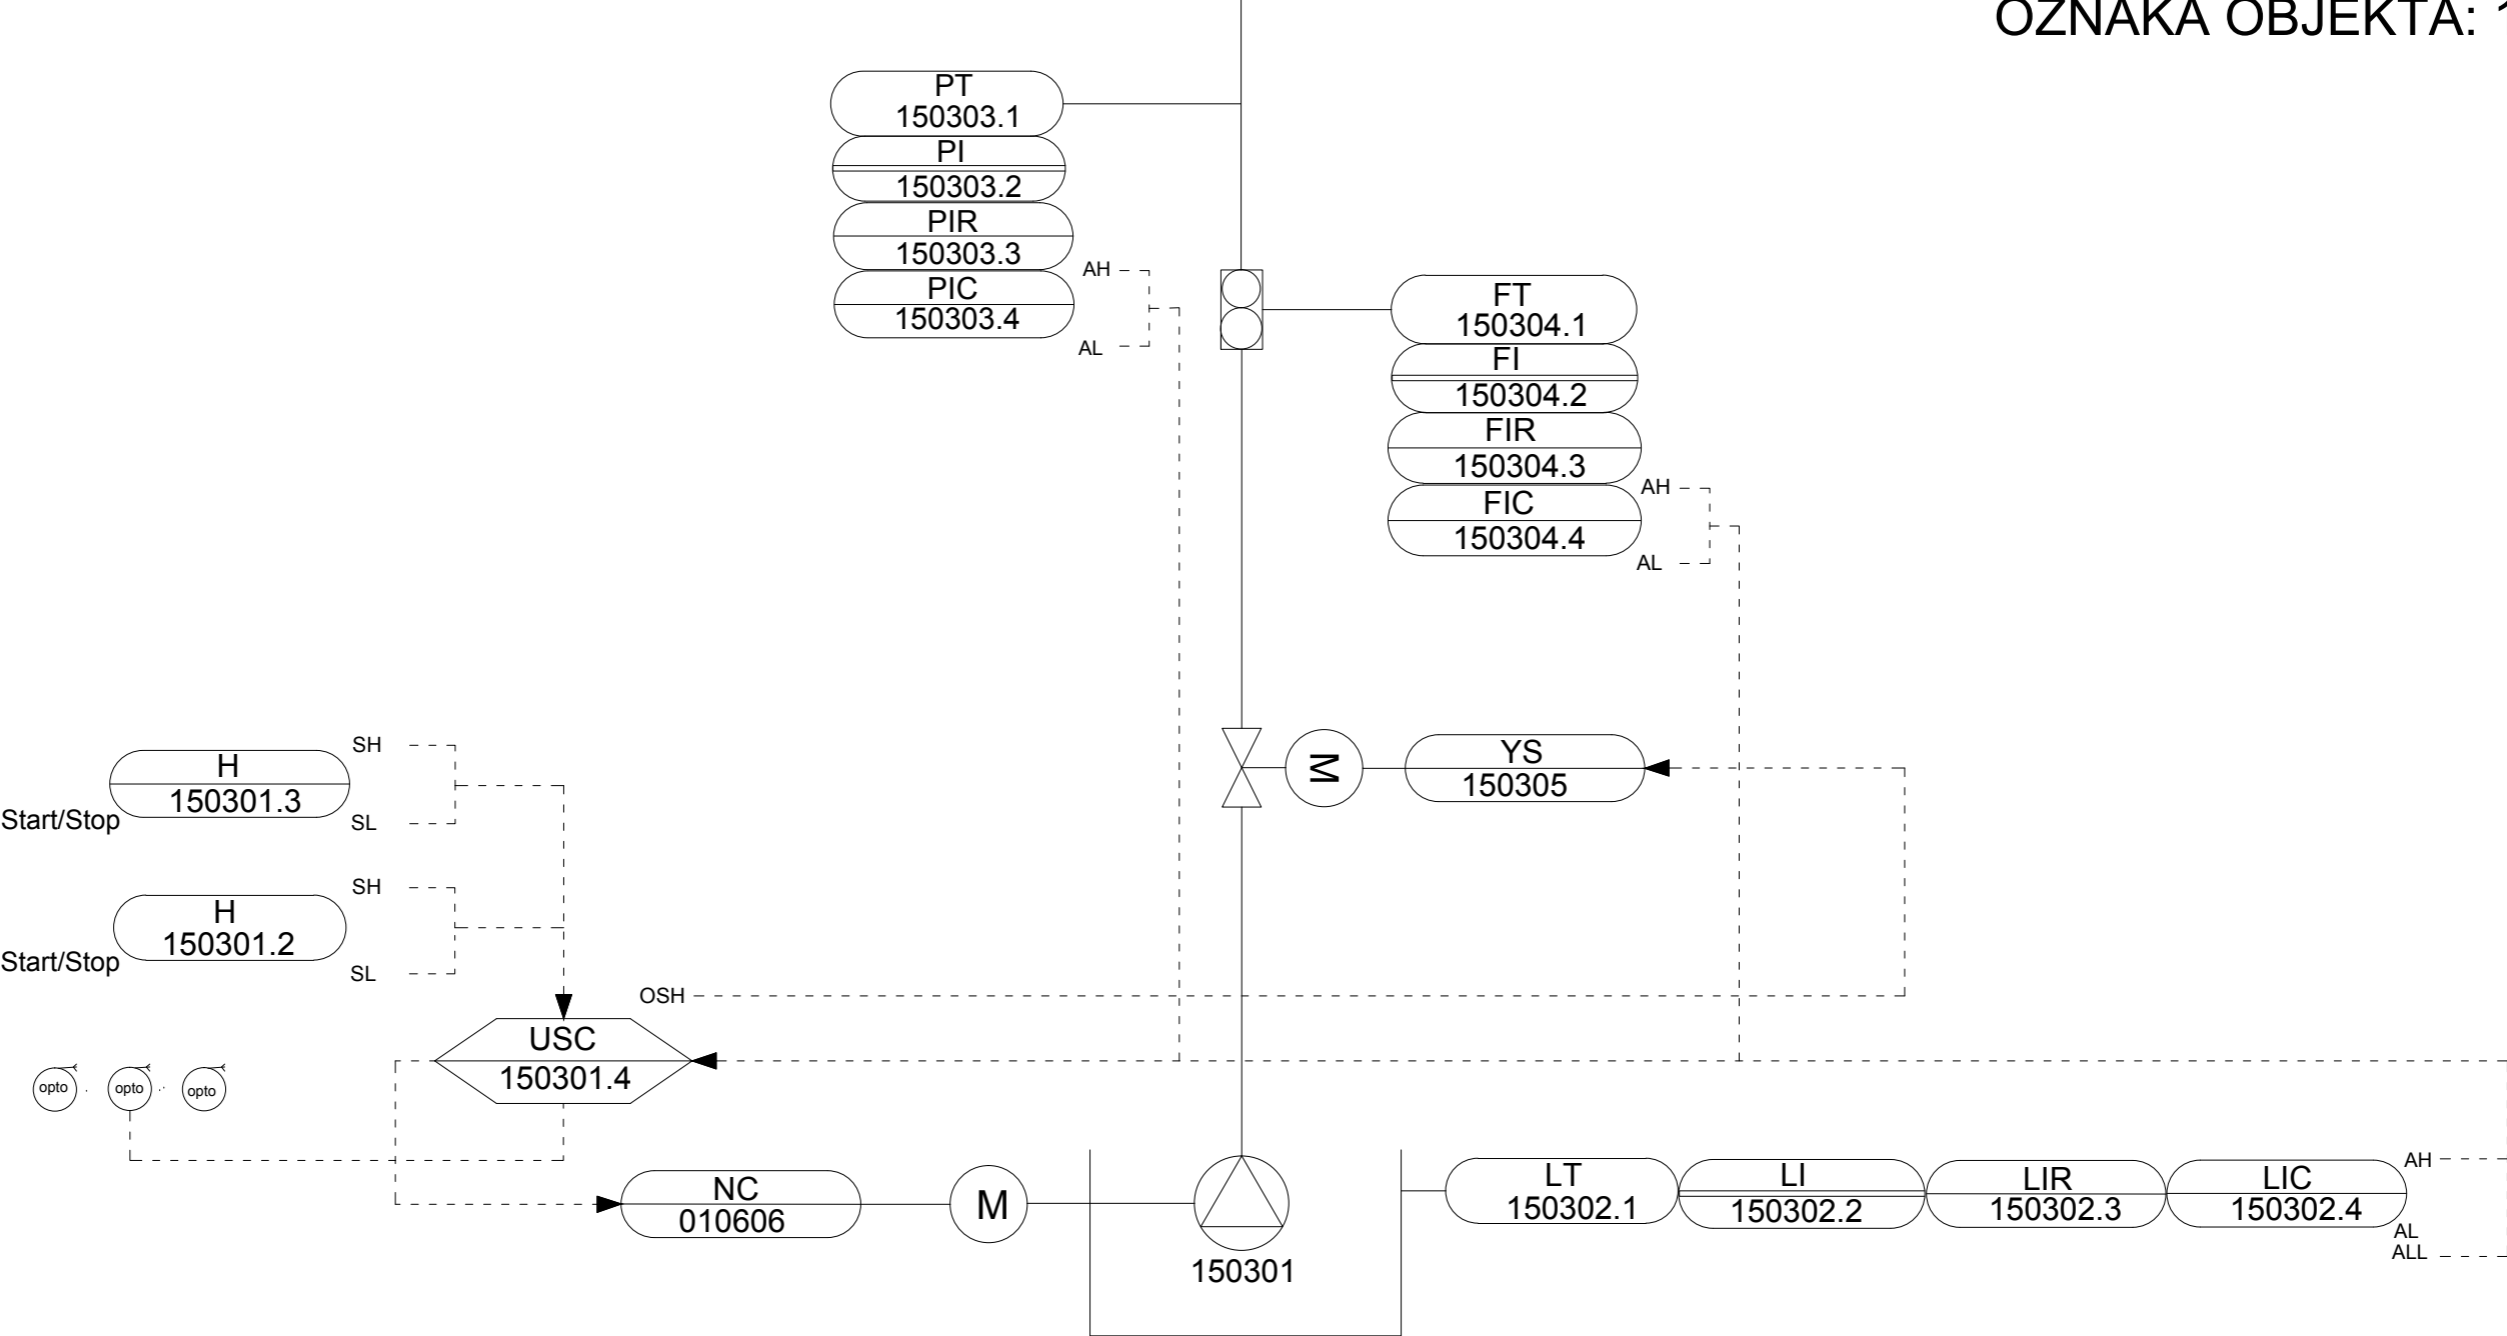 OZNAKA OBJEKTA: 1
PT
150303.1
PI
150303.2
PIR
150303.3
PIC
150303.4
AH
AL
FT
150304.1
FI
150304.2
FIR
150304.3
FIC
150304.4
AH
AL
M
YS
150305
H
150301.3
Start/Stop
SH
SL
H
150301.2
Start/Stop
SH
SL
OSH
USC
150301.4
opto
opto
opto
NC
010606
M
150301
LT
150302.1
LI
150302.2
LIR
150302.3
LIC
150302.4
AH
AL
ALL